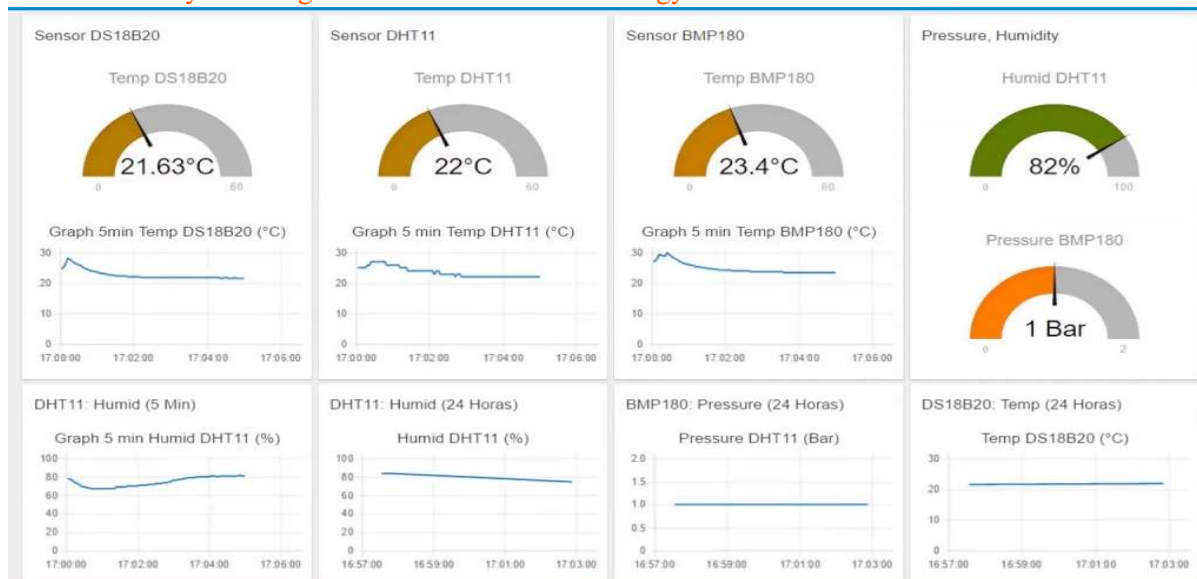 Sensor DS18B20
Temp DS18B20
21.63°C
0
60
Graph 5min Temp DS18B20 (°C)
30
20
10
0
17:00:00 17:02:00 17:04:00 17:06:00
Sensor DHT11
Temp DHT11
22°C
0
60
Graph 5 min Temp DHT11 (°C)
30
20
10
0
17:00:00 17:02:00 17:04:00 17:06:00
Sensor BMP180
Temp BMP180
23.4°C
0
60
Graph 5 min Temp BMP180 (°C)
30
20
10
0
17:00:00 17:02:00 17:04:00 17:06:00
Pressure, Humidity
Humid DHT11
82%
0
100
Pressure BMP180
1 Bar
0
2
DHT11: Humid (5 Min)
Graph 5 min Humid DHT11 (%)
100
80
60
40
20
0
17:00:00 17:02:00 17:04:00 17:06:00
DHT11: Humid (24 Horas)
Humid DHT11 (%)
100
80
60
40
20
0
16:57:00 16:59:00 17:01:00 17:03:00
BMP180: Pressure (24 Horas)
Pressure DHT11 (Bar)
2.0
1.5
1.0
0.5
0
16:57:00 16:59:00 17:01:00 17:03:00
DS18B20: Temp (24 Horas)
Temp DS18B20 (°C)
30
20
10
0
16:57:00 16:59:00 17:01:00 17:03:00